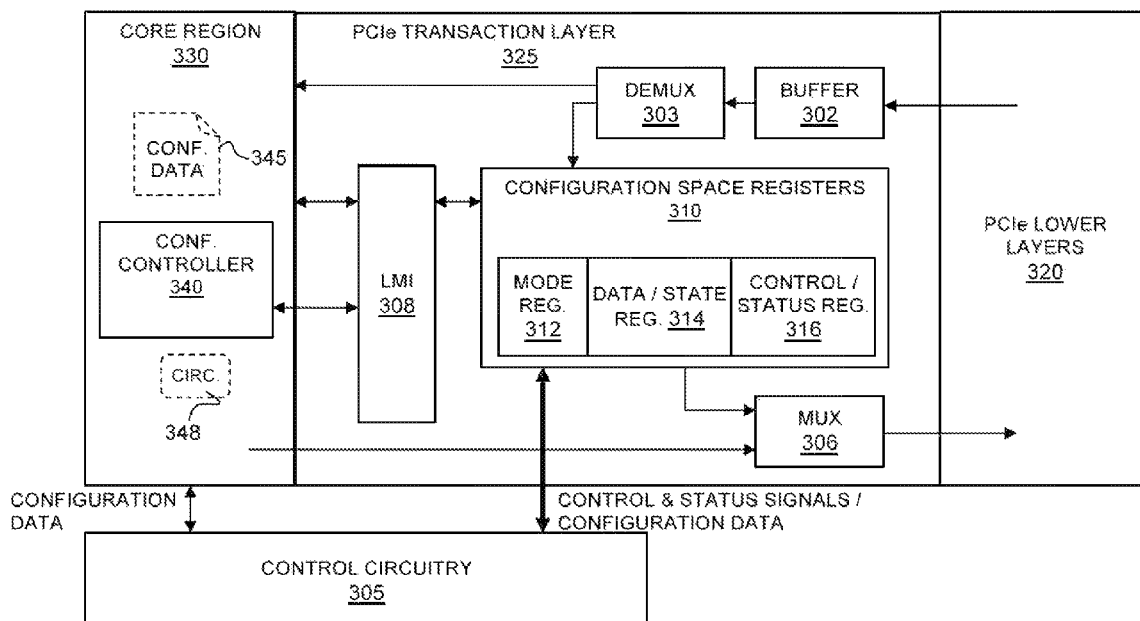 CORE REGION
330
PCIe TRANSACTION LAYER
325
DEMUX
303
BUFFER
302
CONF.
DATA
345
CONFIGURATION SPACE REGISTERS
310
PCIe LOWER
LAYERS
320
CONF.
CONTROLLER
340
LMI
308
MODE
REG.
312
DATA / STATE
REG. 314
CONTROL /
STATUS REG.
316
CIRC.
348
MUX
306
CONFIGURATION
DATA
CONTROL & STATUS SIGNALS /
CONFIGURATION DATA
CONTROL CIRCUITRY
305